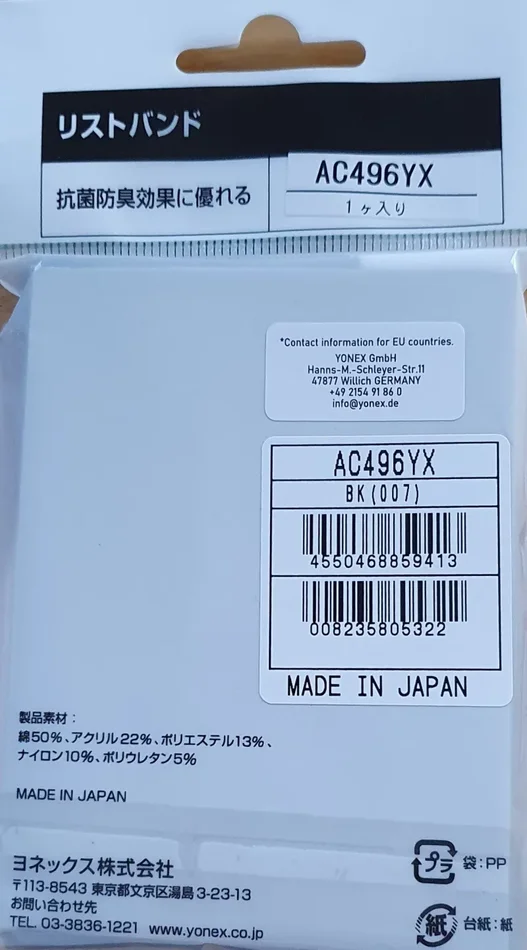 リストバンド
抗菌防臭効果に優れる
AC496YX
1ヶ入り
*Contact information for EU countries.
YONEX GmbH
Hanns-M.-Schleyer-Str.11
47877 Willich GERMANY
+49 2154 91 86 0
info@yonex.de
AC496YX
BK(007)
4550468859413
008235805322
MADE IN JAPAN
製品素材：
綿50%、アクリル22%、ポリエステル13%、
ナイロン10%、ポリウレタン5%
MADE IN JAPAN
ヨネックス株式会社
〒113-8543 東京都文京区湯島3-23-13
お問い合わせ先
TEL. 03-3836-1221 www.yonex.co.jp
プラ 袋：PP
紙 台紙：紙